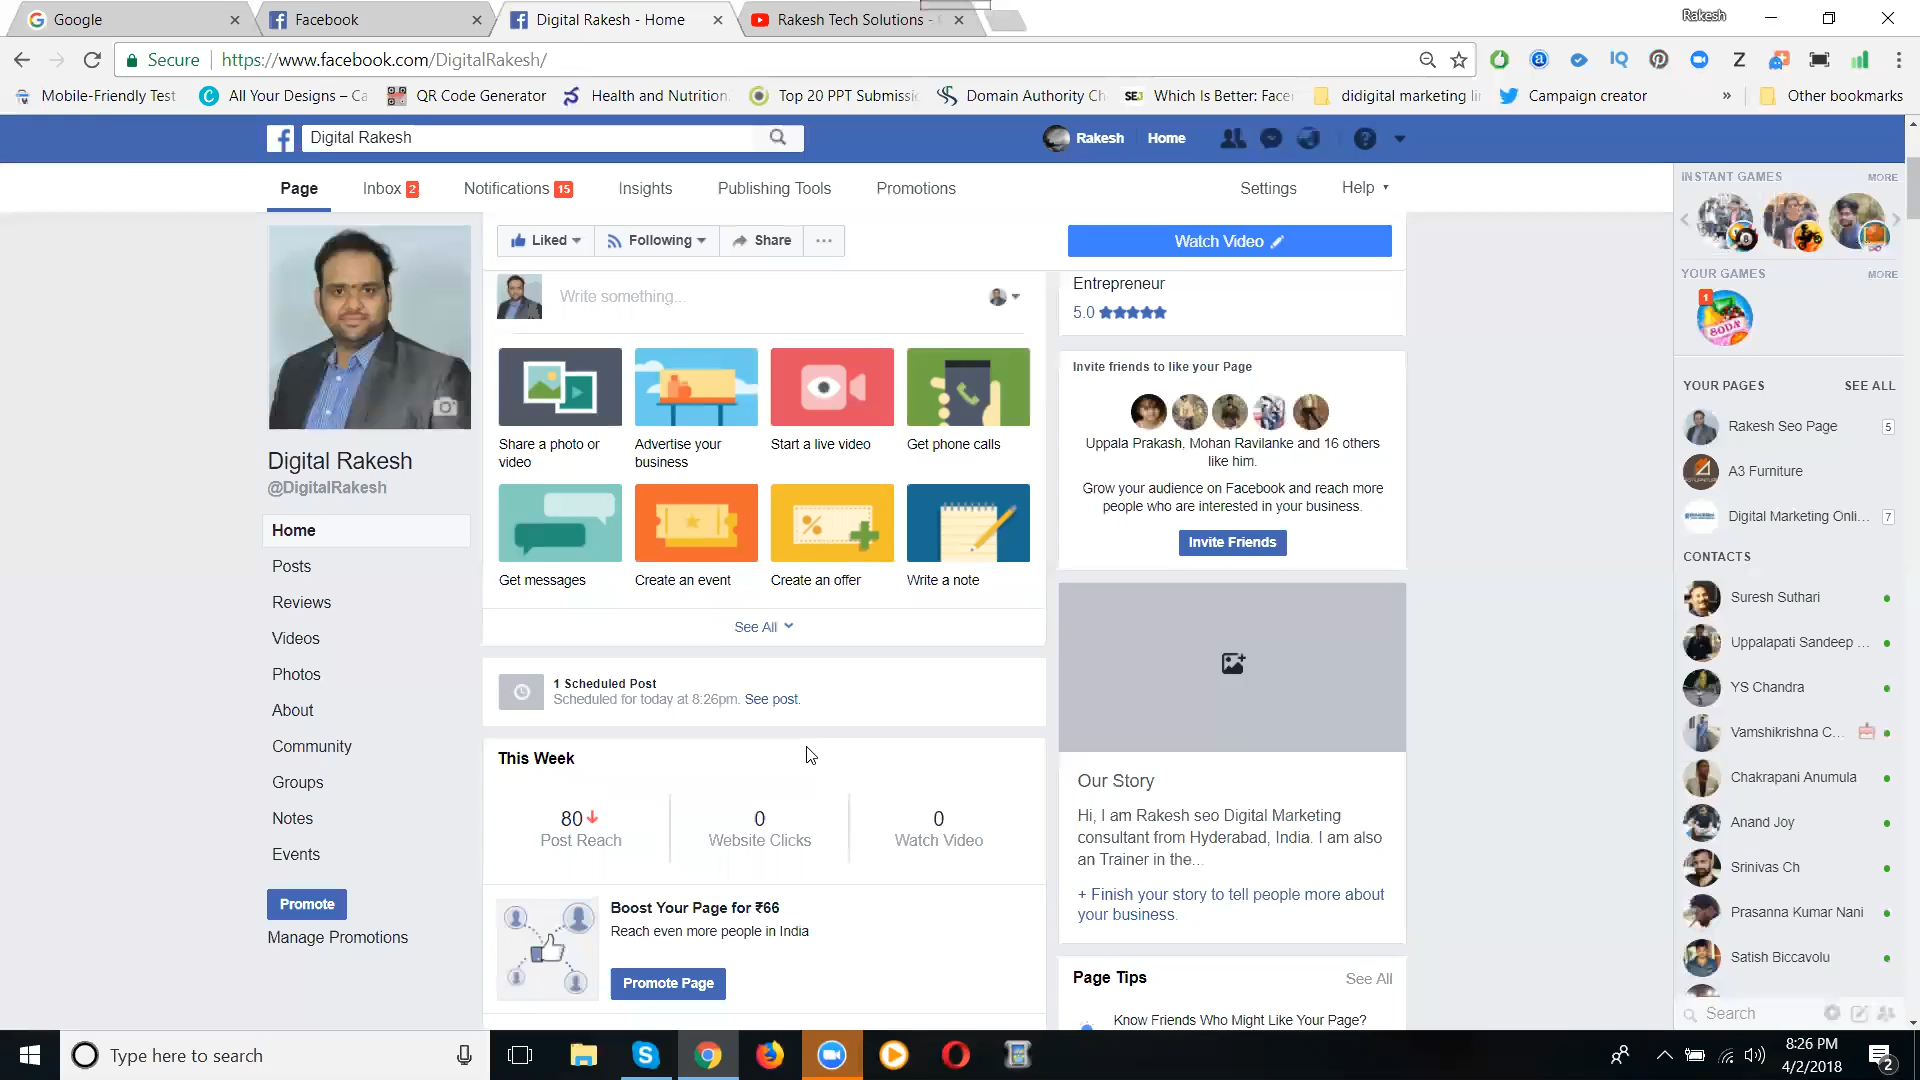 Google
Facebook
Digital Rakesh - Home
Rakesh Tech Solutions -
Rakesh
Secure
https://www.facebook.com/DigitalRakesh/
Mobile-Friendly Test
All Your Designs – Ca
QR Code Generator
Health and Nutrition
Top 20 PPT Submissi
Domain Authority Ch
SEJ
Which Is Better: Face
didigital marketing li
Campaign creator
»
Other bookmarks
Digital Rakesh
Rakesh
Home
Page
Inbox 2
Notifications 15
Insights
Publishing Tools
Promotions
Settings
Help
Liked
Following
Share
...
Watch Video
Write something...
Share a photo or
video
Advertise your
business
Start a live video
Get phone calls
Get messages
Create an event
Create an offer
Write a note
See All
1 Scheduled Post
Scheduled for today at 8:26pm. See post.
This Week
80
Post Reach
0
Website Clicks
0
Watch Video
Boost Your Page for ₹66
Reach even more people in India
Promote Page
Digital Rakesh
@DigitalRakesh
Home
Posts
Reviews
Videos
Photos
About
Community
Groups
Notes
Events
Promote
Manage Promotions
Entrepreneur
5.0
Invite friends to like your Page
Uppala Prakash, Mohan Ravilanke and 16 others
like him.
Grow your audience on Facebook and reach more
people who are interested in your business.
Invite Friends
Our Story
Hi, I am Rakesh seo Digital Marketing
consultant from Hyderabad, India. I am also
an Trainer in the...
+ Finish your story to tell people more about
your business.
Page Tips
See All
Know Friends Who Might Like Your Page?
INSTANT GAMES
MORE
YOUR GAMES
MORE
1
SODA
YOUR PAGES
SEE ALL
Rakesh Seo Page
5
A3 Furniture
Digital Marketing Onli...
7
CONTACTS
Suresh Suthari
Uppalapati Sandeep ...
YS Chandra
Vamshikrishna C...
Chakrapani Anumula
Anand Joy
Srinivas Ch
Prasanna Kumar Nani
Satish Biccavolu
Search
Type here to search
8:26 PM
4/2/2018
2